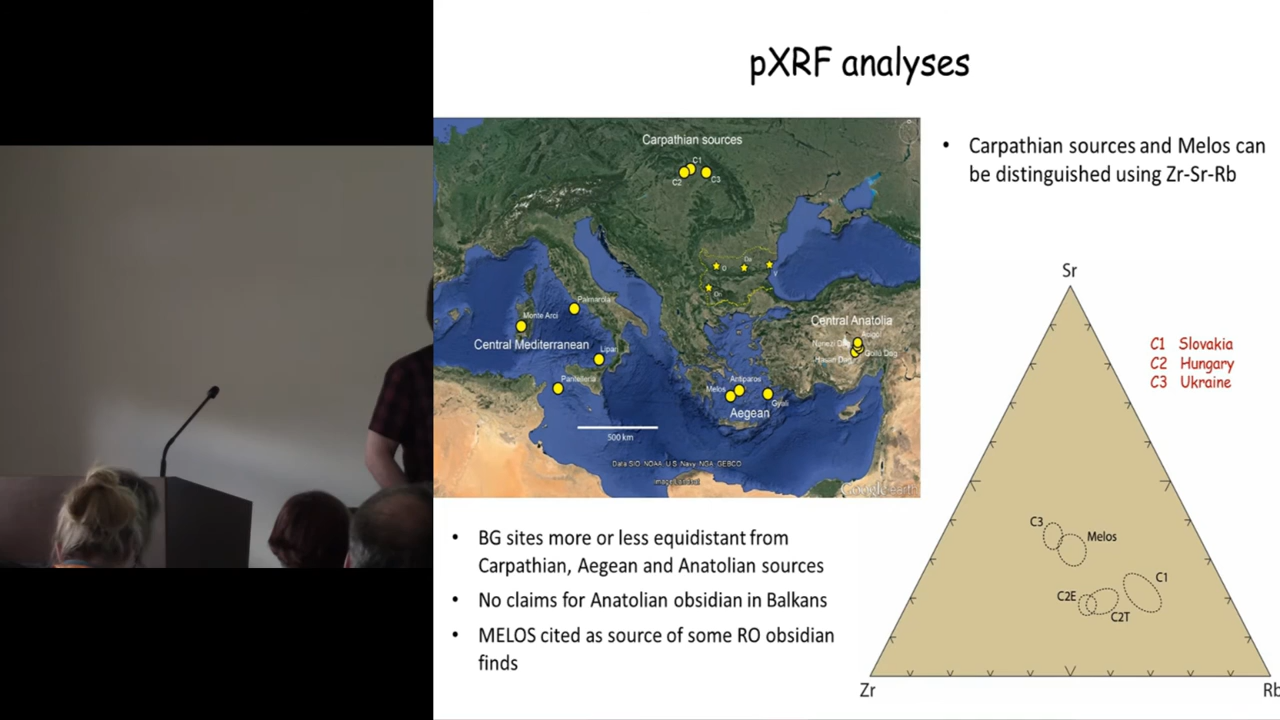 pXRF analyses
Carpathian sources
C1
C2
C3
Palmarola
Monte Arci
Central Mediterranean
Lipari
Pantelleria
Central Anatolia
Antiparos
Melos
Gyali
Aegean
500 km
Data SIO, NOAA, U.S. Navy, NGA, GEBCO
Google earth
• Carpathian sources and Melos can
be distinguished using Zr-Sr-Rb
Sr
C1 Slovakia
C2 Hungary
C3 Ukraine
C3
Melos
C1
C2E
C2T
Zr
Rb
• BG sites more or less equidistant from
Carpathian, Aegean and Anatolian sources
• No claims for Anatolian obsidian in Balkans
• MELOS cited as source of some RO obsidian
finds